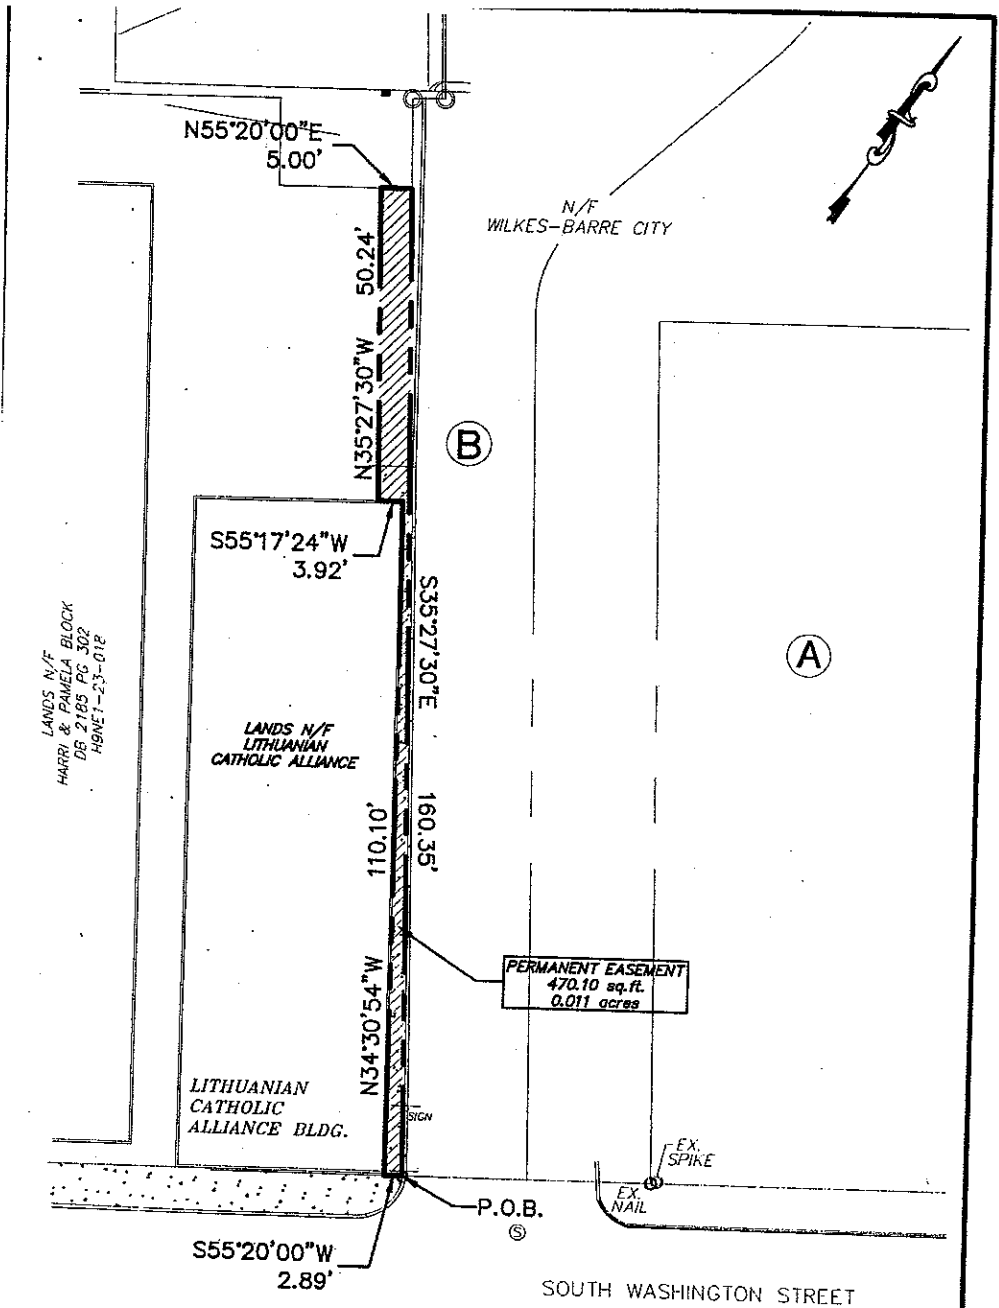 N55°20'00"E
5.00'
N/F
WILKES-BARRE CITY
50.24'
N35°27'30"W
B
S55°17'24"W
3.92'
S35°27'30"E
160.35'
A
LANDS N/F
HARRI & PAMELA BLOCK
DB 2185 PG 302
H9NE1-23-018
LANDS N/F
LITHUANIAN
CATHOLIC ALLIANCE
110.10'
N34°30'54"W
PERMANENT EASEMENT
470.10 sq.ft.
0.011 acres
LITHUANIAN
CATHOLIC
ALLIANCE BLDG.
SIGN
EX.
SPIKE
EX.
NAIL
P.O.B.
S
S55°20'00"W
2.89'
SOUTH WASHINGTON STREET